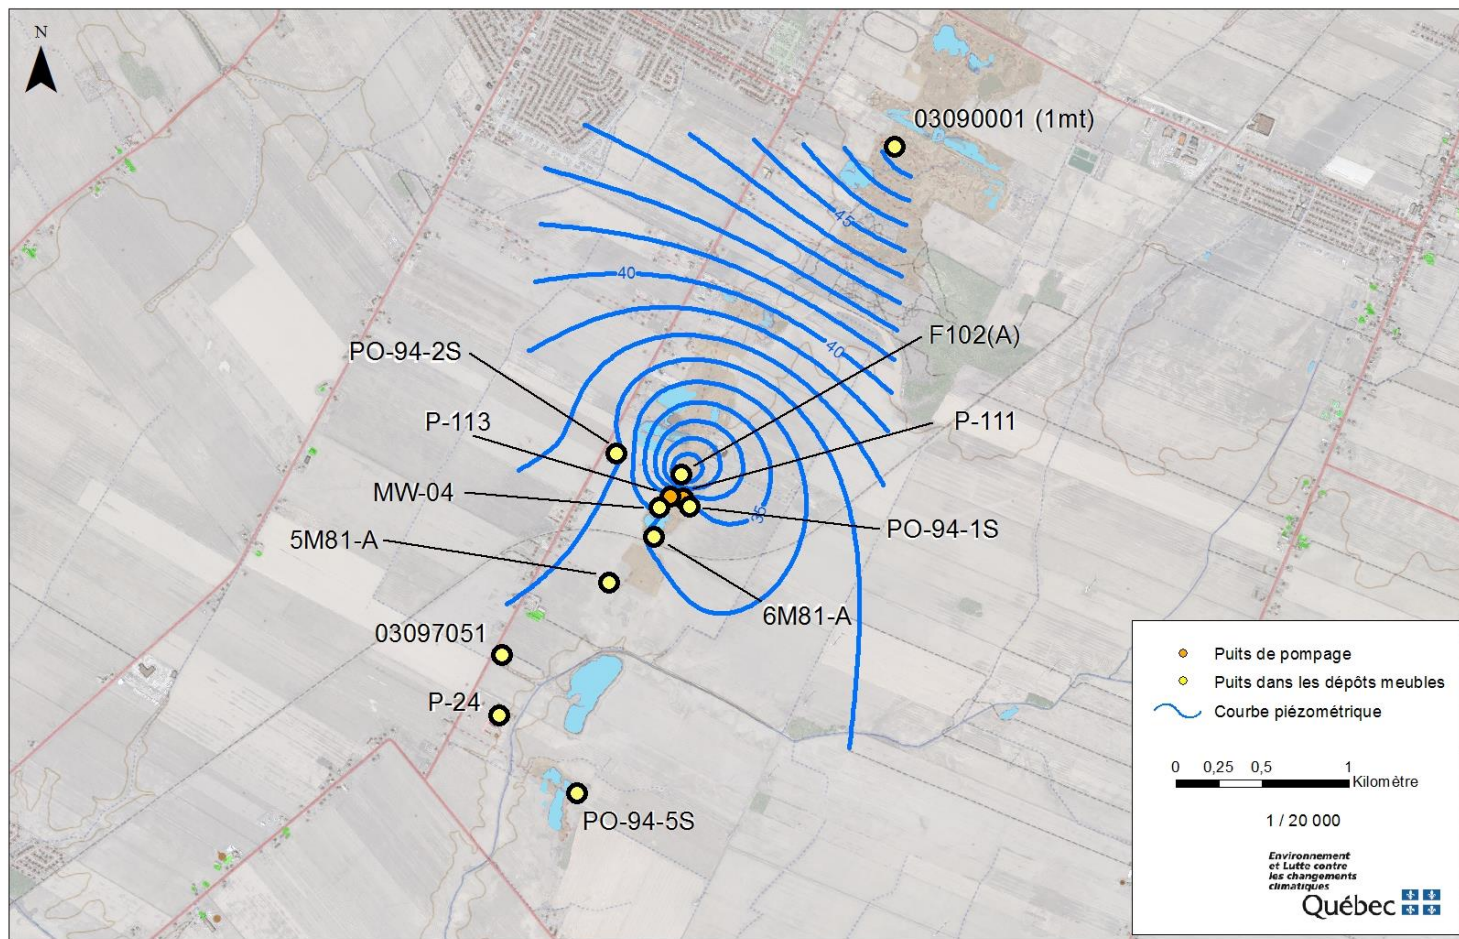 N
03090001 (1mt)
45
40
F102(A)
40
PO-94-2S
P-113
P-111
MW-04
35
PO-94-1S
5M81-A
6M81-A
03097051
P-24
PO-94-5S
Puits de pompage
Puits dans les dépôts meubles
Courbe piézométrique
0 0,25 0,5 1
Kilomètre
1 / 20 000
Environnement
et Lutte contre
les changements
climatiques
Québec